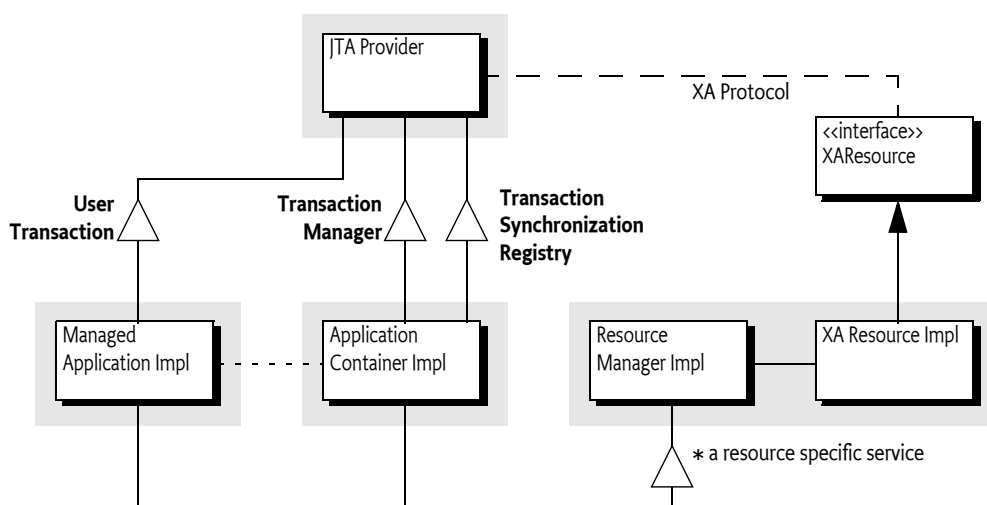 JTA Provider
XA Protocol
<<interface>>
XAResource
User
Transaction
Transaction
Manager
Transaction
Synchronization
Registry
Managed
Application Impl
Application
Container Impl
Resource
Manager Impl
XA Resource Impl
* a resource specific service